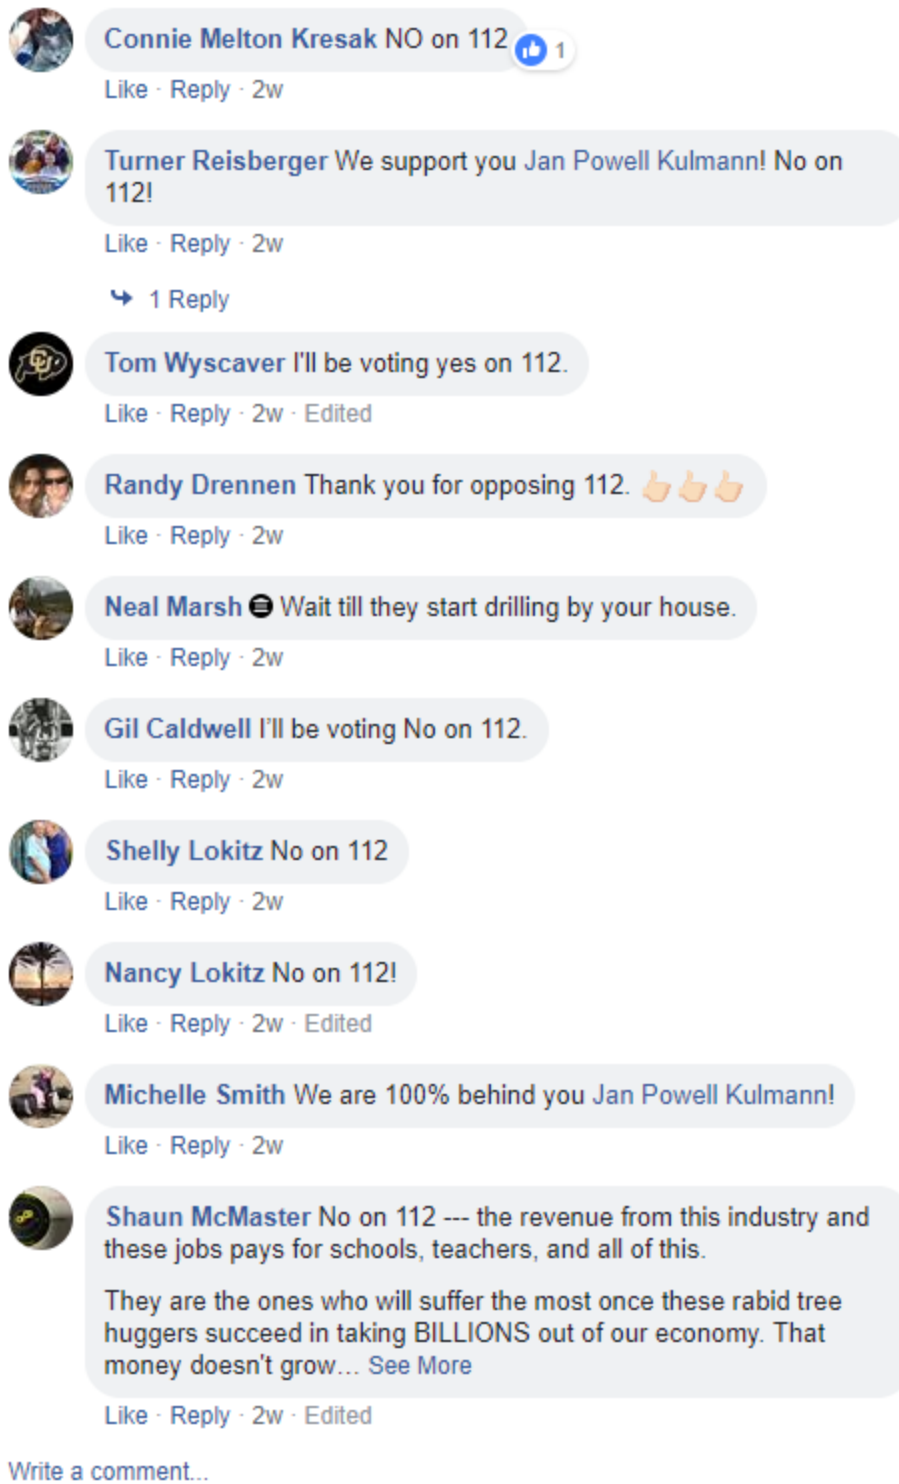 Connie Melton Kresak NO on 112
1
Like · Reply · 2w
Turner Reisberger We support you Jan Powell Kulmann! No on
112!
Like · Reply · 2w
1 Reply
CU
Tom Wyscaver I'll be voting yes on 112.
Like · Reply · 2w · Edited
Randy Drennen Thank you for opposing 112. 👍🏻👍🏻👍🏻
Like · Reply · 2w
Neal Marsh Wait till they start drilling by your house.
Like · Reply · 2w
Gil Caldwell I’ll be voting No on 112.
Like · Reply · 2w
Shelly Lokitz No on 112
Like · Reply · 2w
Nancy Lokitz No on 112!
Like · Reply · 2w · Edited
Michelle Smith We are 100% behind you Jan Powell Kulmann!
Like · Reply · 2w
Shaun McMaster No on 112 --- the revenue from this industry and
these jobs pays for schools, teachers, and all of this.
They are the ones who will suffer the most once these rabid tree
huggers succeed in taking BILLIONS out of our economy. That
money doesn't grow... See More
Like · Reply · 2w · Edited
Write a comment...